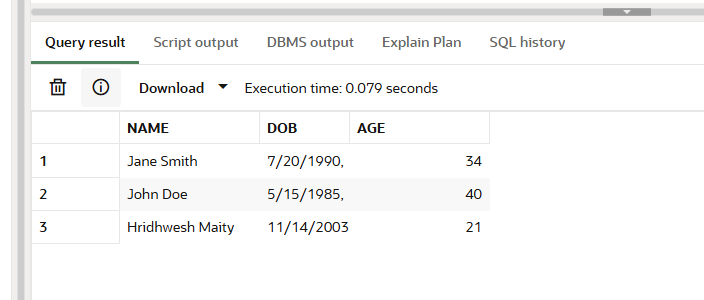 Query result Script output DBMS output Explain Plan SQL history
Download Execution time: 0.079 seconds
NAME DOB AGE
1 Jane Smith 7/20/1990, 34
2 John Doe 5/15/1985, 40
3 Hridhwesh Maity 11/14/2003 21